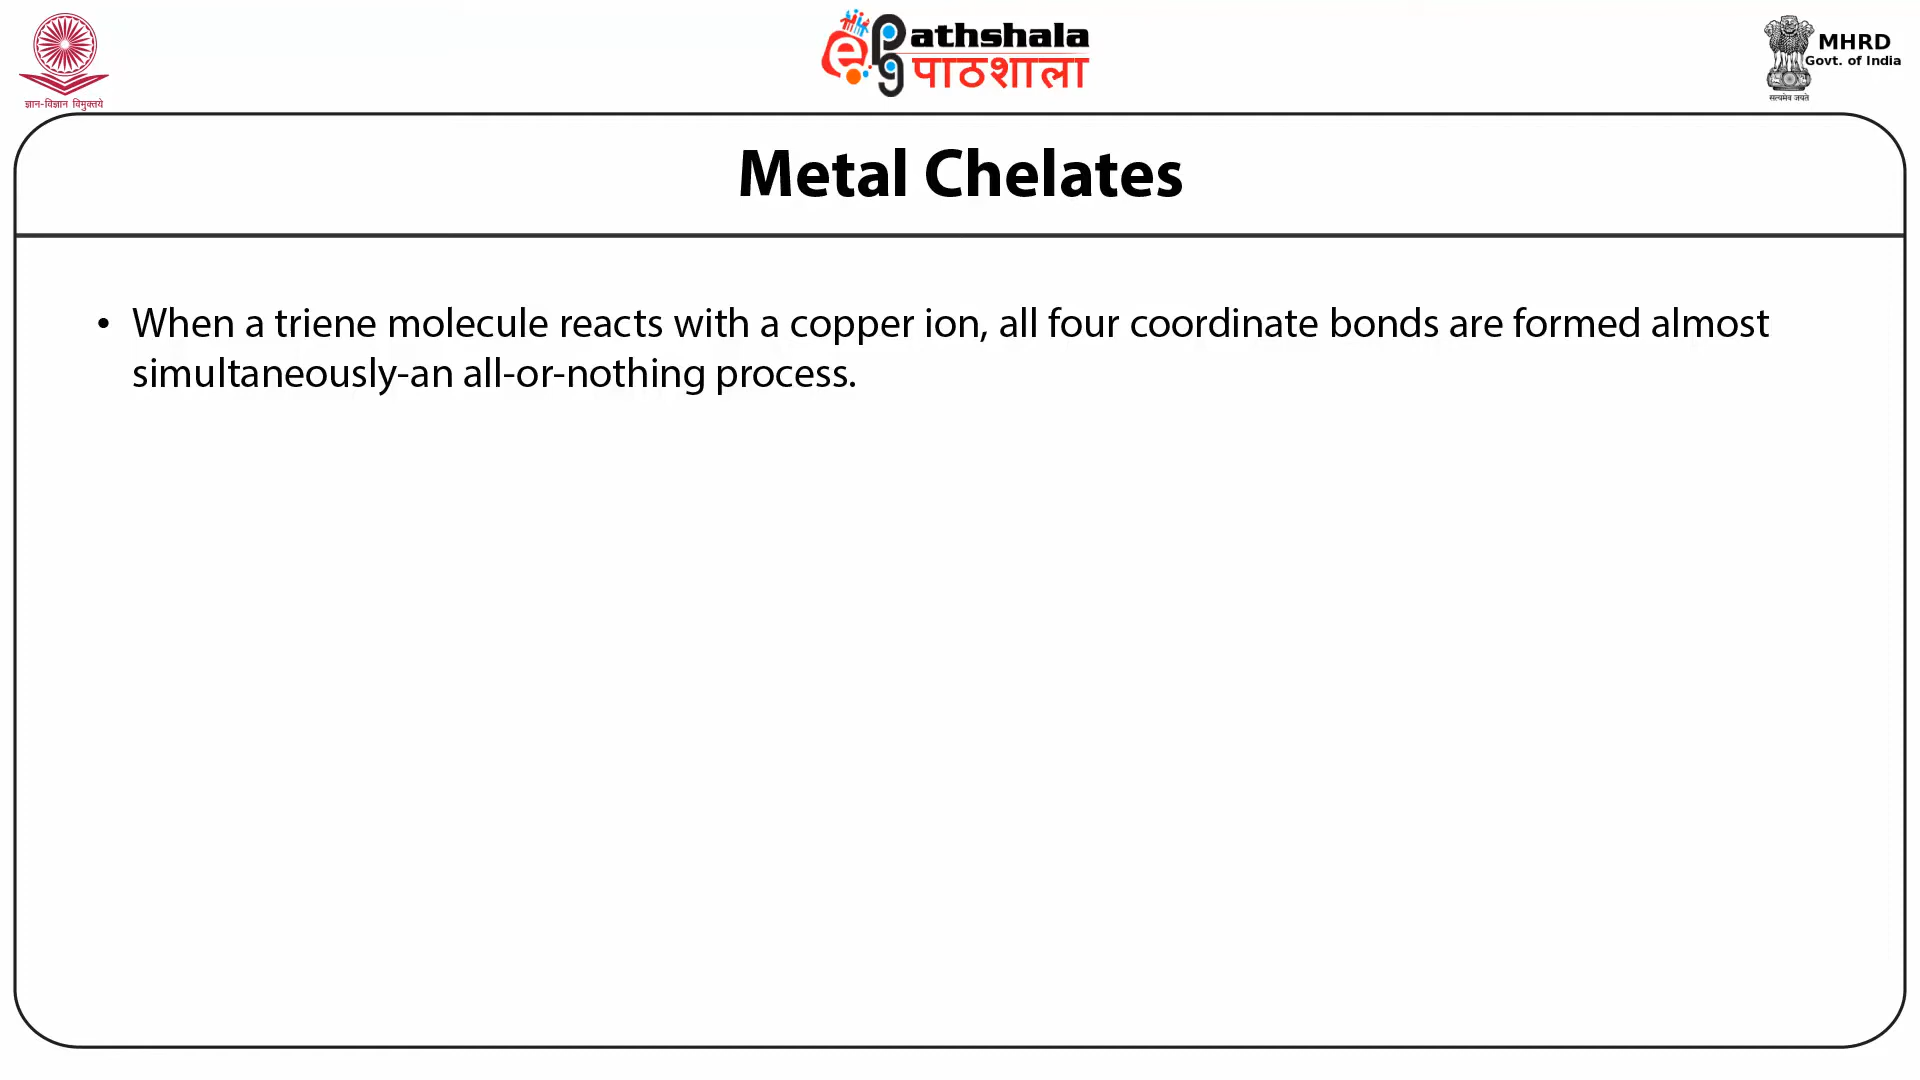 ज्ञान-विज्ञान विमुक्तये
epgathshala
पाठशाला
MHRD
Govt. of India
सत्यमेव जयते
Metal Chelates
• When a triene molecule reacts with a copper ion, all four coordinate bonds are formed almost
simultaneously-an all-or-nothing process.